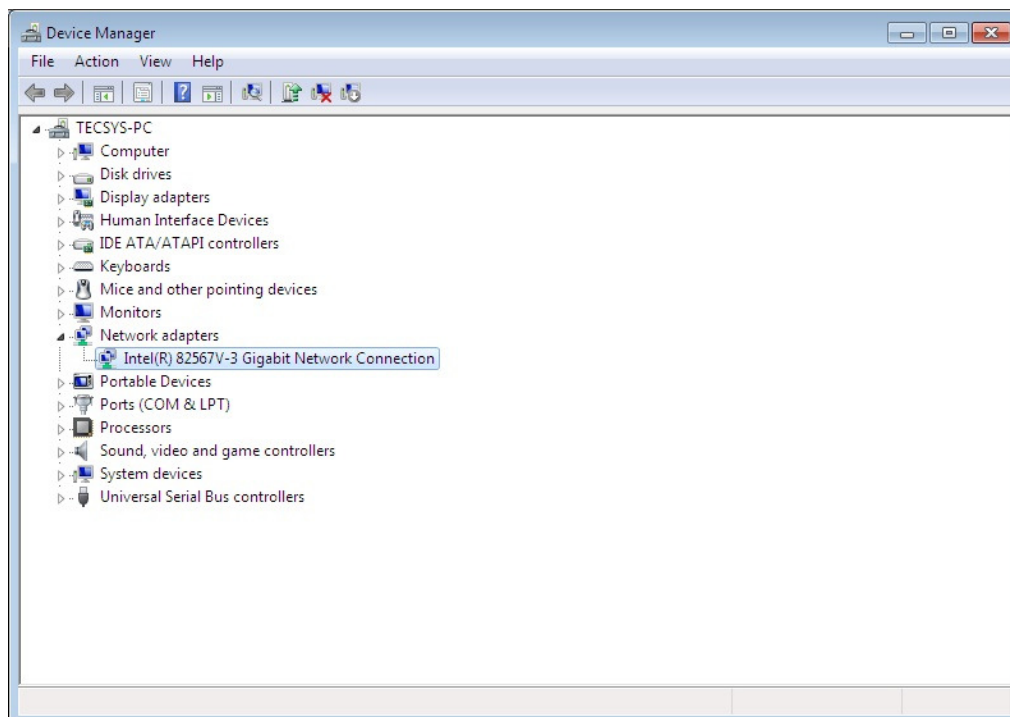 Device Manager
File Action View Help
TECSYS-PC
Computer
Disk drives
Display adapters
Human Interface Devices
IDE ATA/ATAPI controllers
Keyboards
Mice and other pointing devices
Monitors
Network adapters
Intel(R) 82567V-3 Gigabit Network Connection
Portable Devices
Ports (COM & LPT)
Processors
Sound, video and game controllers
System devices
Universal Serial Bus controllers